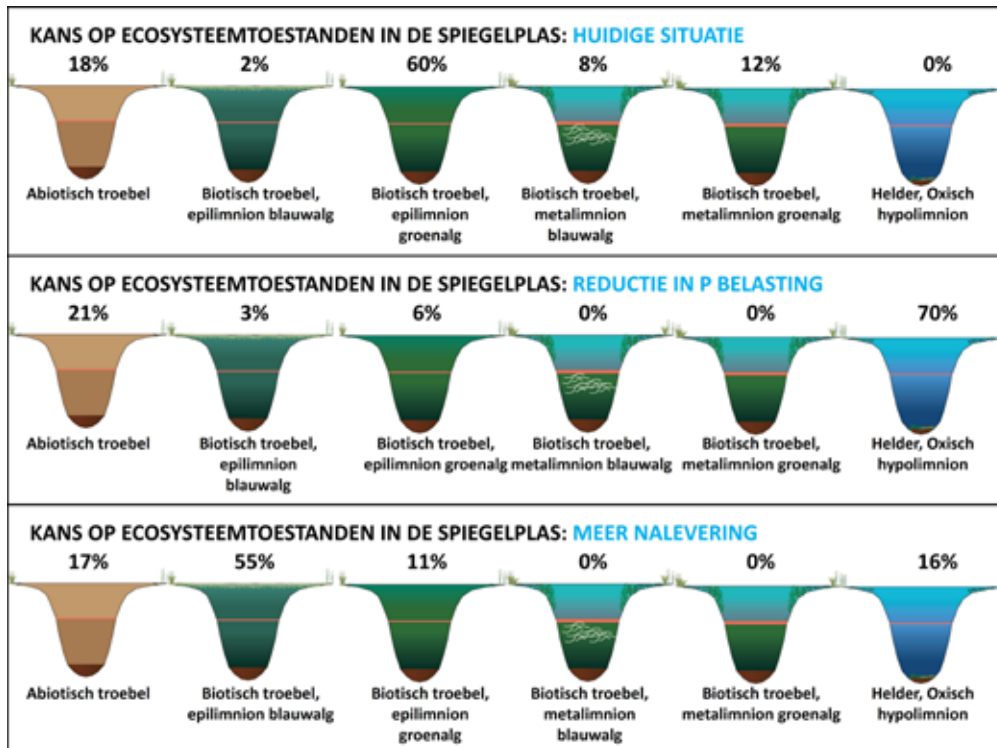 KANS OP ECOSYSTEEMTOESTANDEN IN DE SPIEGELPLAS: HUIDIGE SITUATIE
18% 2% 60% 8% 12% 0%
Abiotisch troebel
Biotisch troebel,
epilimnion blauwalg
Biotisch troebel,
epilimnion
groenalg
Biotisch troebel,
metalimnion
blauwalg
Biotisch troebel,
metalimnion groenalg
Helder, Oxisch
hypolimnion
KANS OP ECOSYSTEEMTOESTANDEN IN DE SPIEGELPLAS: REDUCTIE IN P BELASTING
21% 3% 6% 0% 0% 70%
Abiotisch troebel
Biotisch troebel,
epilimnion
blauwalg
Biotisch troebel,
epilimnion groenalg
Biotisch troebel,
metalimnion blauwalg
Biotisch troebel,
metalimnion groenalg
Helder, Oxisch
hypolimnion
KANS OP ECOSYSTEEMTOESTANDEN IN DE SPIEGELPLAS: MEER NALEVERING
17% 55% 11% 0% 0% 16%
Abiotisch troebel
Biotisch troebel,
epilimnion blauwalg
Biotisch troebel,
epilimnion
groenalg
Biotisch troebel,
metalimnion
blauwalg
Biotisch troebel,
metalimnion groenalg
Helder, Oxisch
hypolimnion